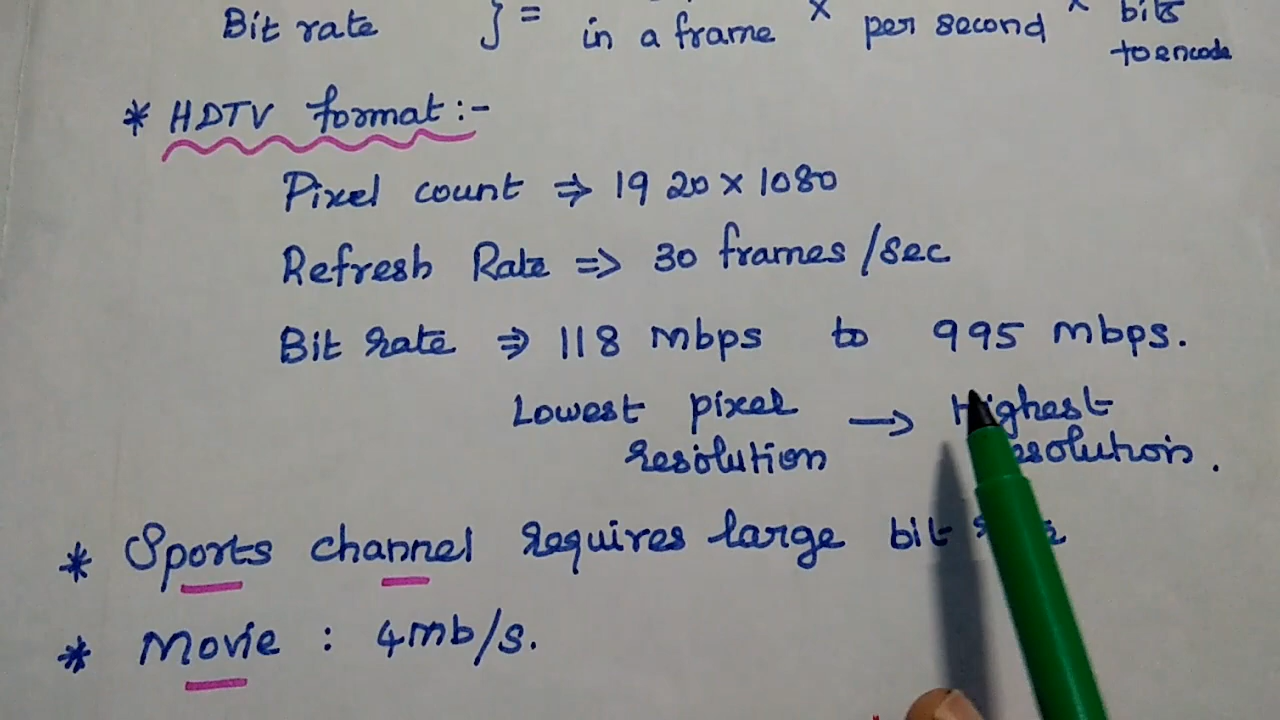 Bit rate } = in a frame × per second × bits
to encode
* HDTV format :-
Pixel count ⇒ 1920 × 1080
Refresh Rate ⇒ 30 frames /sec
Bit rate ⇒ 118 mbps to 995 mbps.
Lowest pixel → Highest
resolution
* Sports channel requires large bit
* Movie : 4mb/s.